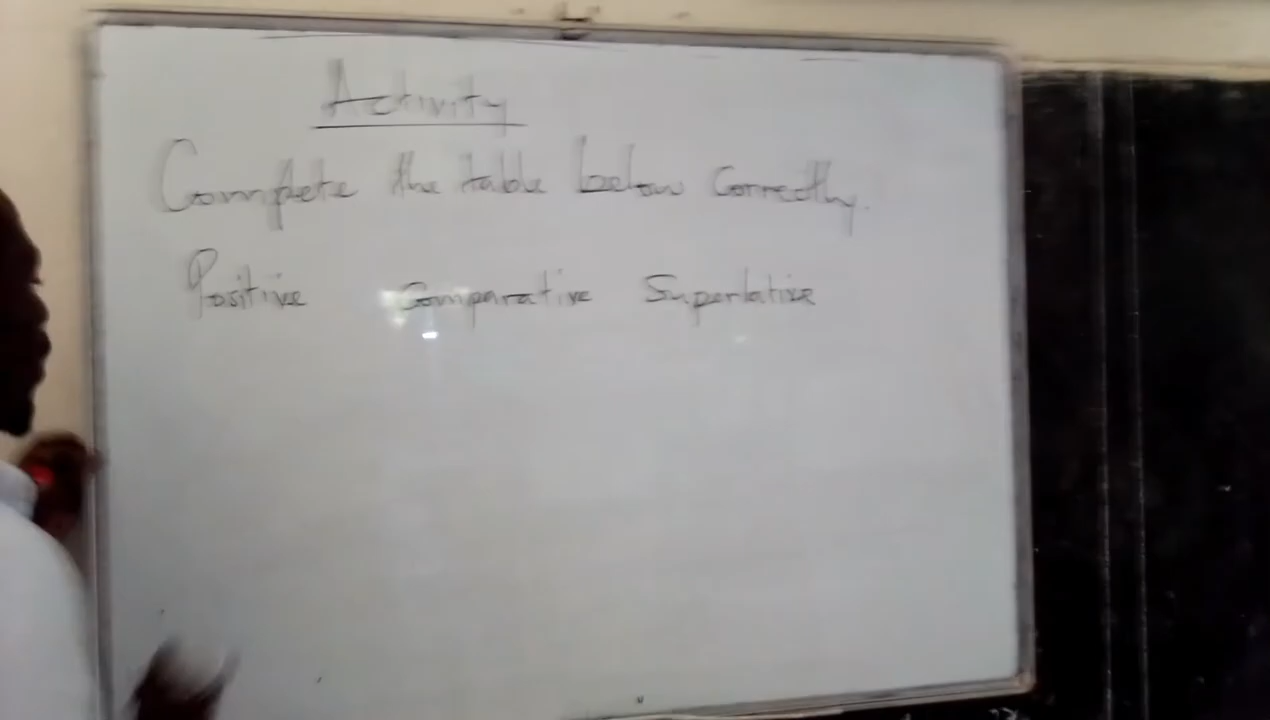 Activity
Complete the table below correctly.
Positive Comparative Superlative